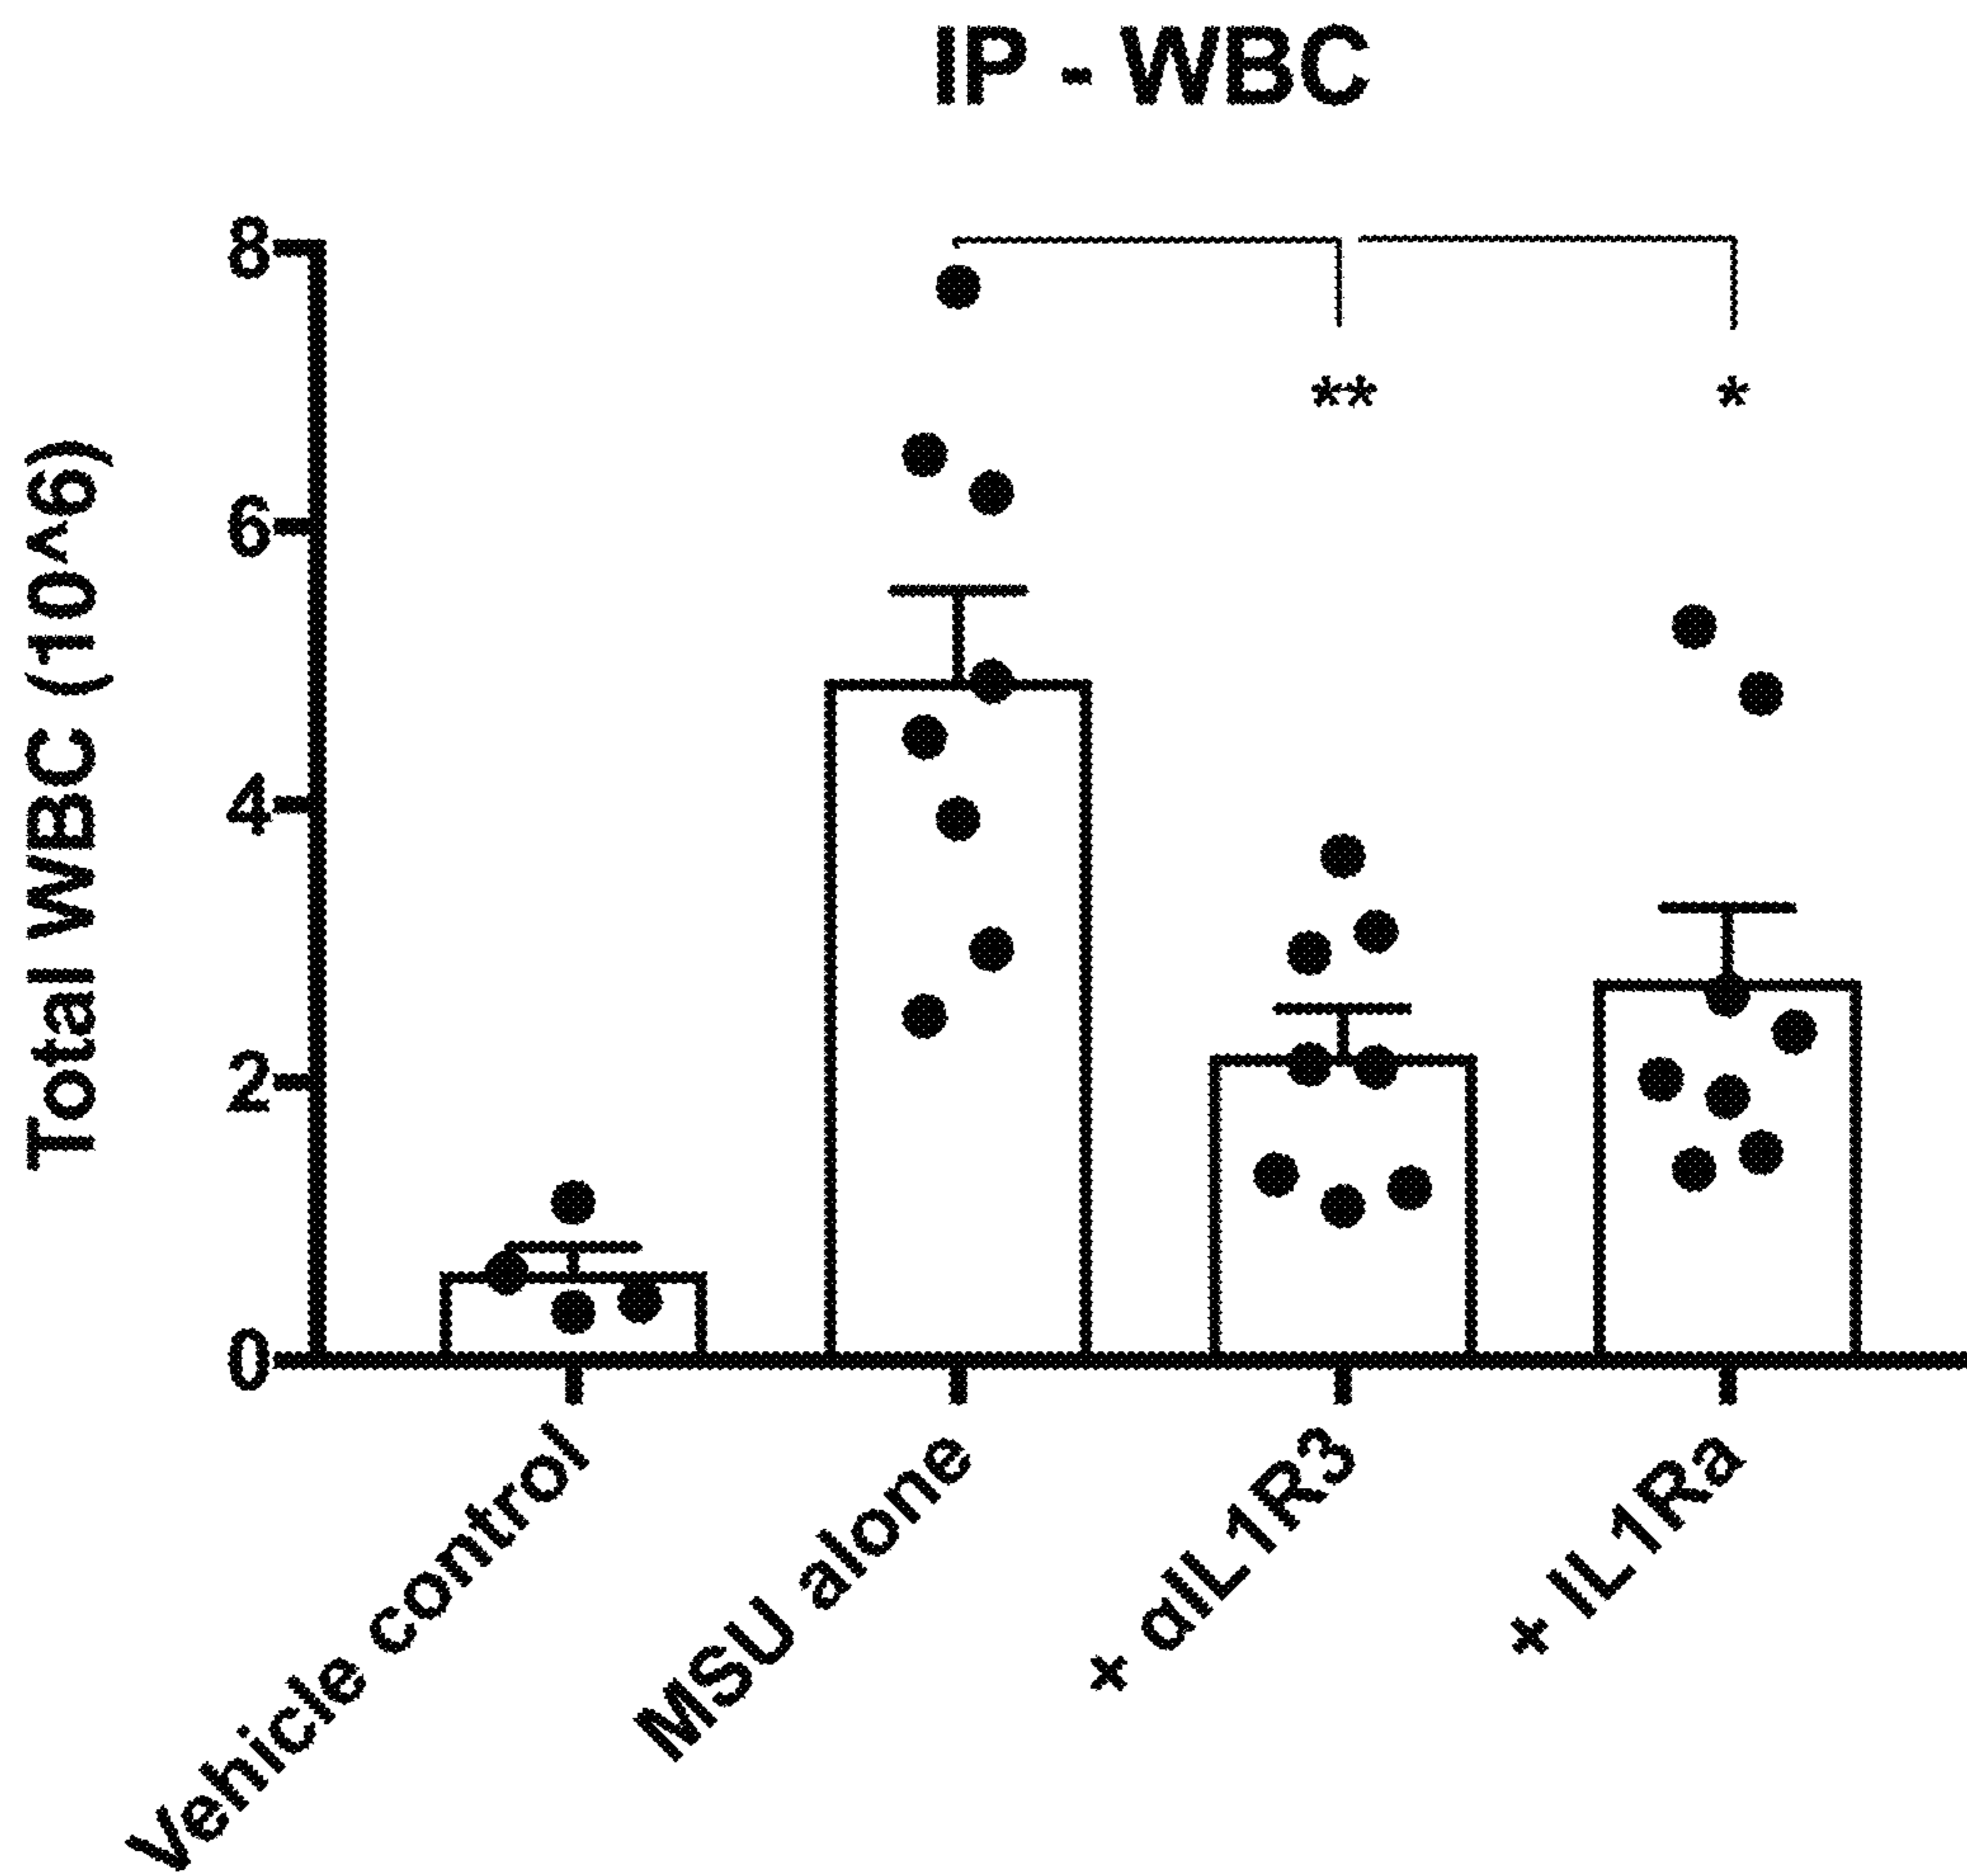 IP - WBC
Total WBC (10^6)
8
6
4
2
0
**
*
Vehicle control
MSU alone
+ αIL1R3
+ IL1Ra